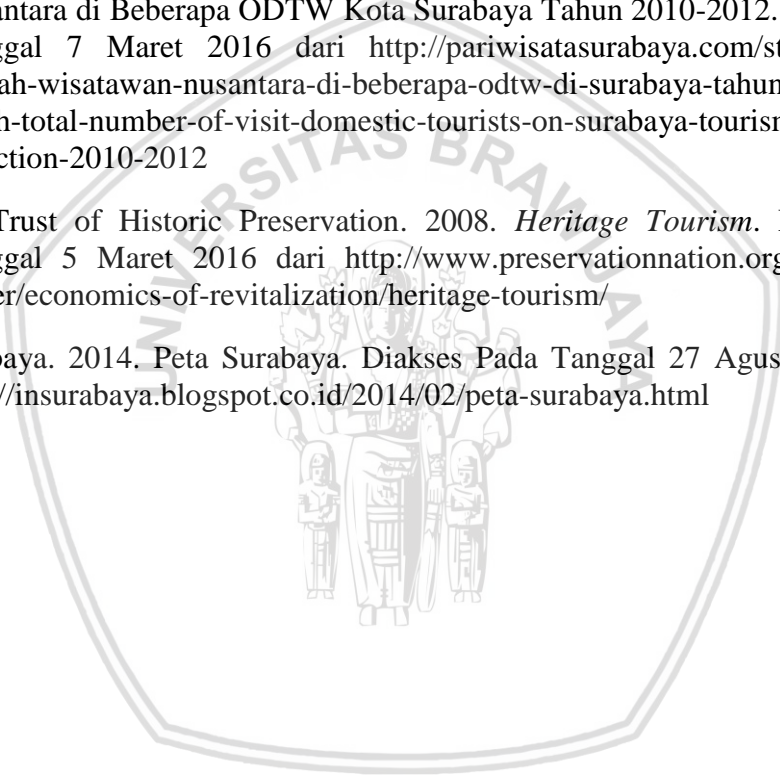 antara di Beberapa ODTW Kota Surabaya Tahun 2010-2012.
ggal 7 Maret 2016 dari http://pariwisatasurabaya.com/st
ah-wisatawan-nusantara-di-beberapa-odtw-di-surabaya-tahun
h-total-number-of-visit-domestic-tourists-on-surabaya-tourism
ction-2010-2012
Trust of Historic Preservation. 2008. Heritage Tourism.
ggal 5 Maret 2016 dari http://www.preservationnation.org
er/economics-of-revitalization/heritage-tourism/
baya. 2014. Peta Surabaya. Diakses Pada Tanggal 27 Agus
//insurabaya.blogspot.co.id/2014/02/peta-surabaya.html
UNIVERSITAS BRAWIJAYA